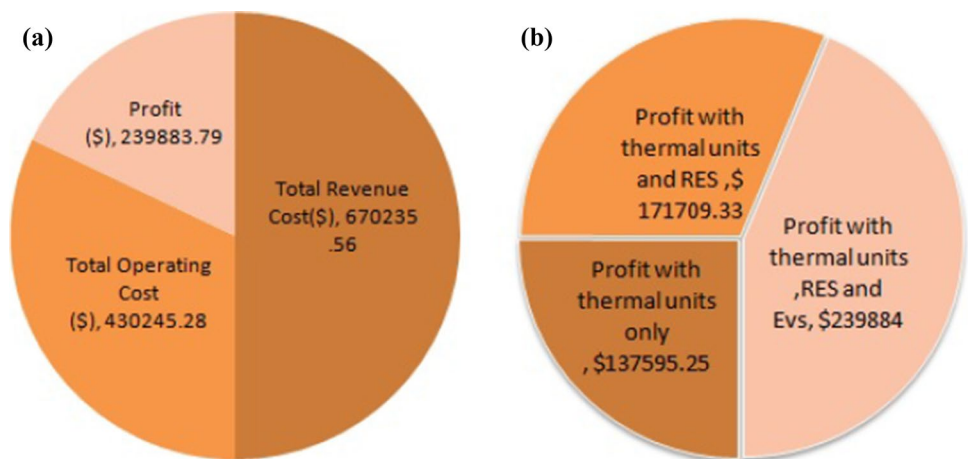 (a)
Profit
($), 239883.79
Total Revenue
Cost($), 670235
.56
Total Operating
Cost
($), 430245.28
(b)
Profit with
thermal units
and RES ,$
171709.33
Profit with
thermal units
,RES and
Evs, $239884
Profit with
thermal units
only
, $137595.25